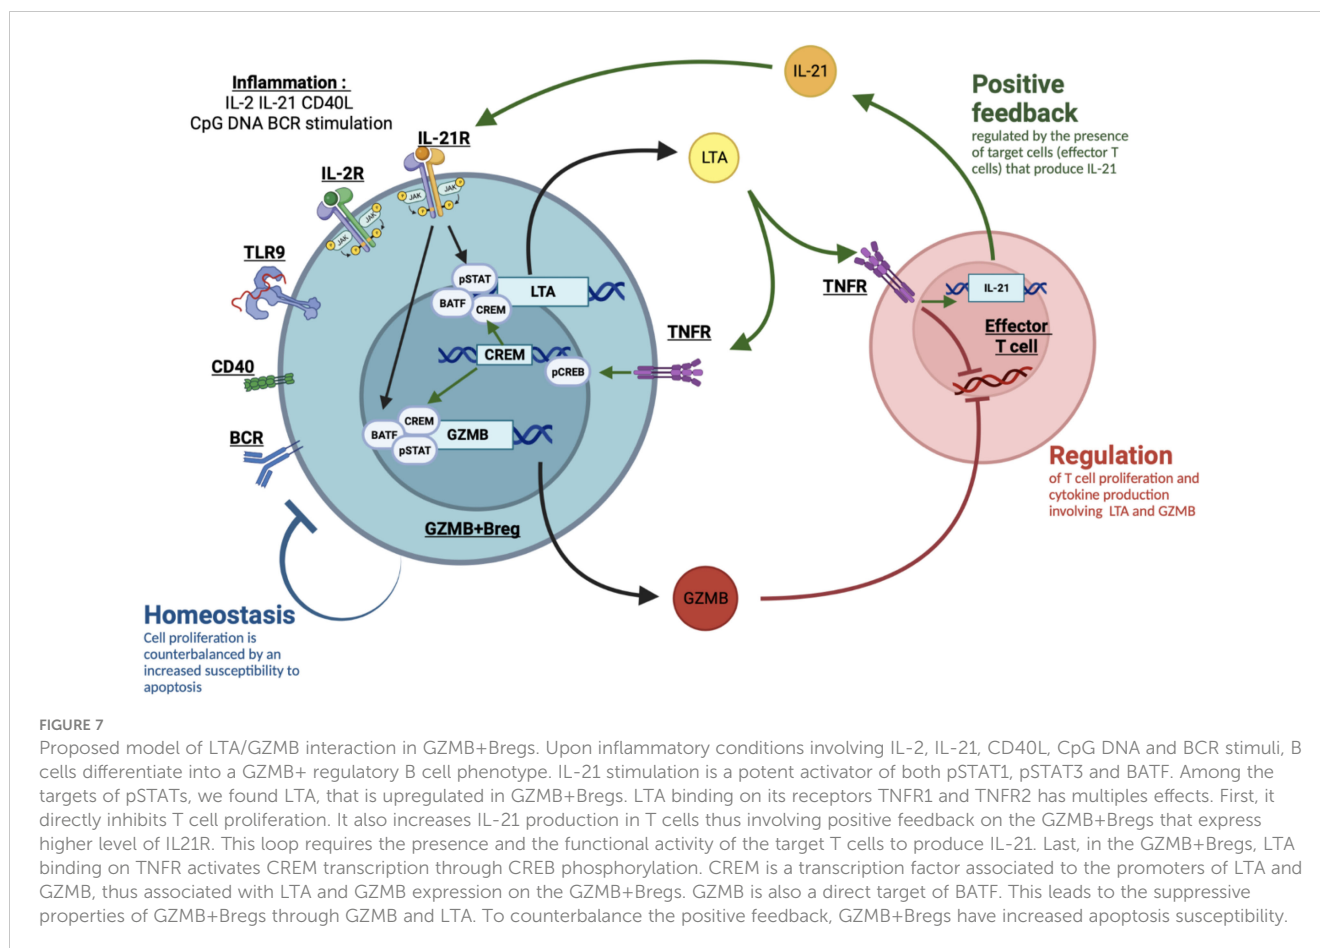 Inflammation :
IL-2 IL-21 CD40L
CpG DNA BCR stimulation
IL-21R
IL-2R
TLR9
CD40
BCR
JAK
JAK
JAK
JAK
P
P
P
P
P
P
P
P
pSTAT
BATF
CREM
LTA
CREM
pCREB
TNFR
CREM
BATF
pSTAT
GZMB
GZMB+Breg
IL-21
LTA
GZMB
Positive
feedback
regulated by the presence
of target cells (effector T
cells) that produce IL-21
TNFR
IL-21
Effector
T cell
Regulation
of T cell proliferation and
cytokine production
involving LTA and GZMB
Homeostasis
Cell proliferation is
counterbalanced by an
increased susceptibility to
apoptosis
FIGURE 7
Proposed model of LTA/GZMB interaction in GZMB+Bregs. Upon inflammatory conditions involving IL-2, IL-21, CD40L, CpG DNA and BCR stimuli, B
cells differentiate into a GZMB+ regulatory B cell phenotype. IL-21 stimulation is a potent activator of both pSTAT1, pSTAT3 and BATF. Among the
targets of pSTATs, we found LTA, that is upregulated in GZMB+Bregs. LTA binding on its receptors TNFR1 and TNFR2 has multiples effects. First, it
directly inhibits T cell proliferation. It also increases IL-21 production in T cells thus involving positive feedback on the GZMB+Bregs that express
higher level of IL21R. This loop requires the presence and the functional activity of the target T cells to produce IL-21. Last, in the GZMB+Bregs, LTA
binding on TNFR activates CREM transcription through CREB phosphorylation. CREM is a transcription factor associated to the promoters of LTA and
GZMB, thus associated with LTA and GZMB expression on the GZMB+Bregs. GZMB is also a direct target of BATF. This leads to the suppressive
properties of GZMB+Bregs through GZMB and LTA. To counterbalance the positive feedback, GZMB+Bregs have increased apoptosis susceptibility.